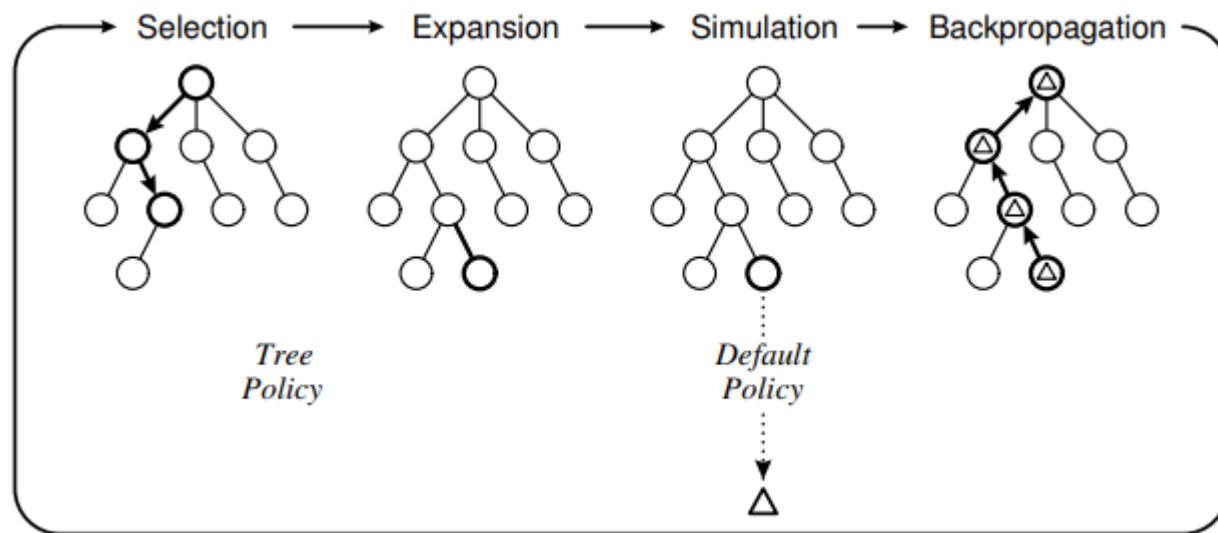 Selection Expansion Simulation Backpropagation
Tree
Policy
Default
Policy